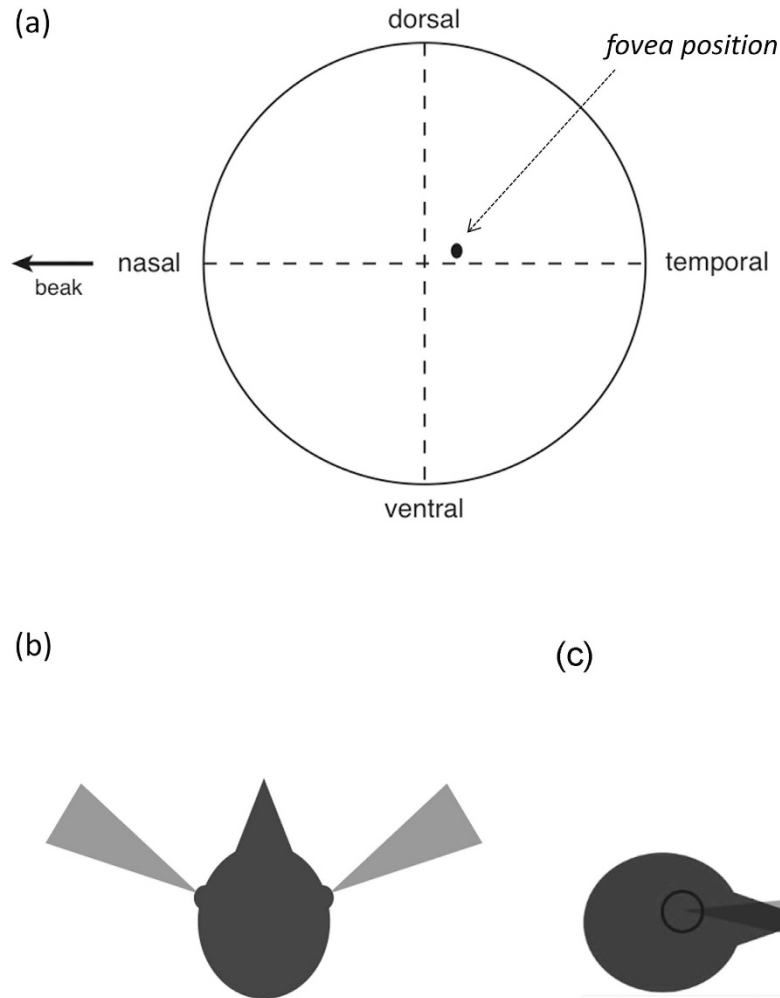 (a)
dorsal
fovea position
nasal
temporal
beak
ventral
(b)
(c)